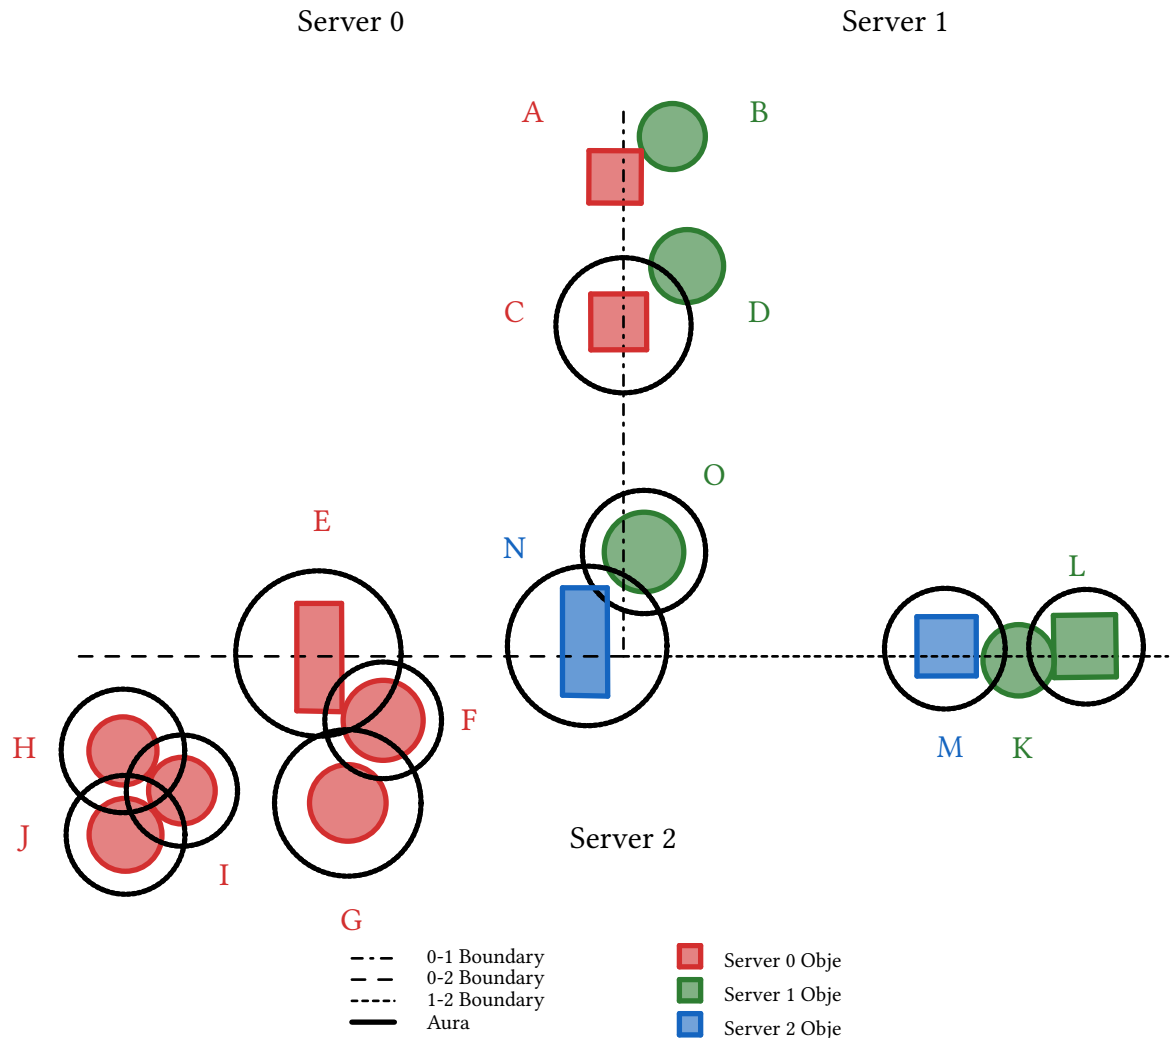 Server 0 Server 1
A B
C D
O
E N
L
H F
M K
J Server 2
I
G
0-1 Boundary
0-2 Boundary
1-2 Boundary
Aura
Server 0 Obje
Server 1 Obje
Server 2 Obje